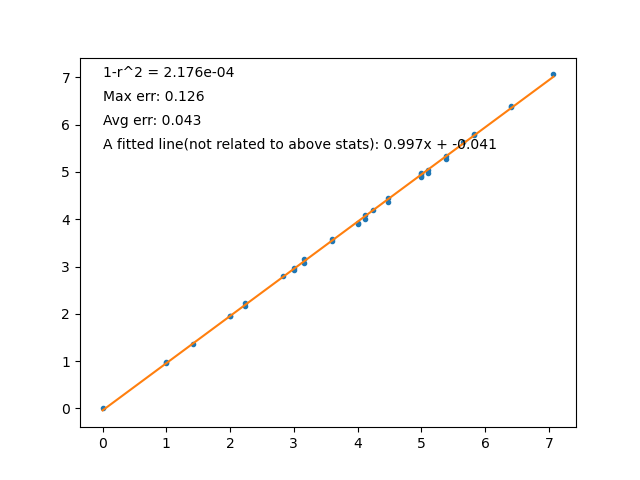 1-r^2 = 2.176e-04
Max err: 0.126
Avg err: 0.043
A fitted line(not related to above stats): 0.997x + -0.041
7
6
5
4
3
2
1
0
0 1 2 3 4 5 6 7